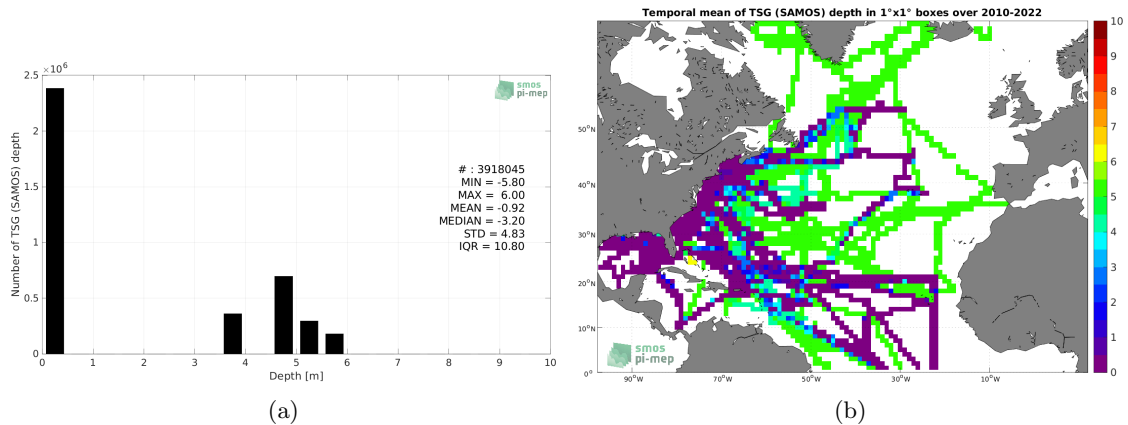 ×10⁶
2.5
2
1.5
1
0.5
0
0 1 2 3 4 5 6 7 8 9 10
Number of TSG (SAMOS) depth
Depth [m]
smos
pi-mep
# : 3918045
MIN = -5.80
MAX = 6.00
MEAN = -0.92
MEDIAN = -3.20
STD = 4.83
IQR = 10.80
(a)
Temporal mean of TSG (SAMOS) depth in 1°x1° boxes over 2010-2022
50°N
40°N
30°N
20°N
10°N
0°
90°W 70°W 50°W 30°W 10°W
smos
pi-mep
10
9
8
7
6
5
4
3
2
1
0
(b)